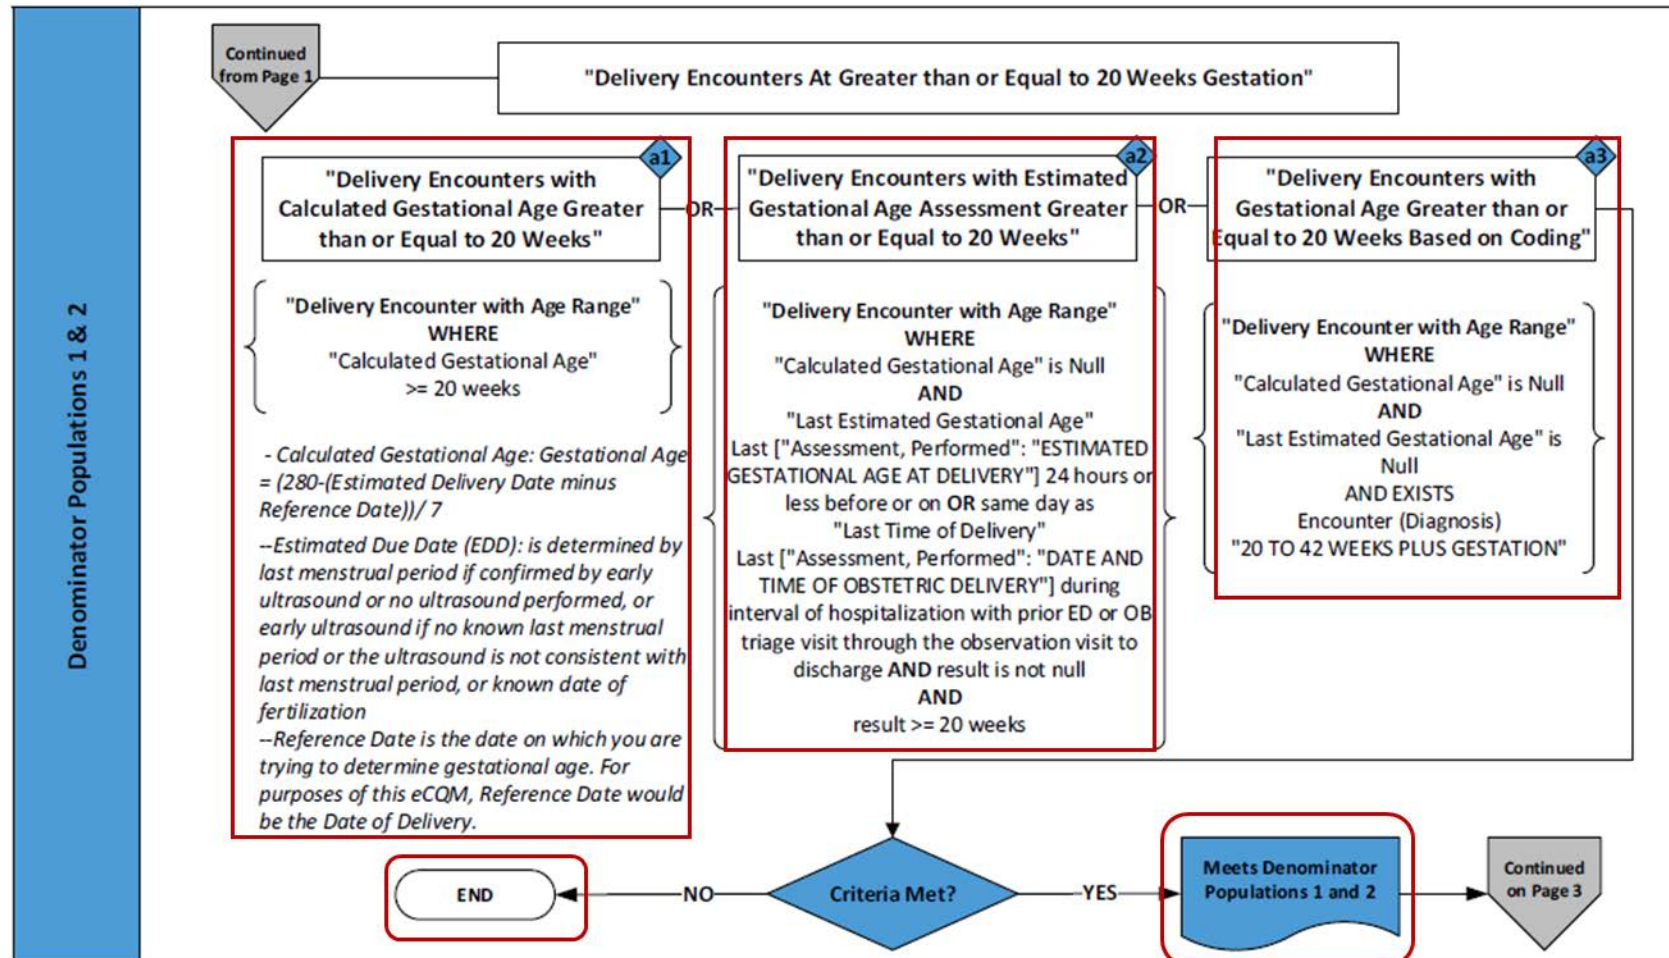 Denominator Populations 1 & 2
Continued
from Page 1
"Delivery Encounters At Greater than or Equal to 20 Weeks Gestation"
a1
"Delivery Encounters with
Calculated Gestational Age Greater
than or Equal to 20 Weeks"
OR
a2
"Delivery Encounters with Estimated
Gestational Age Assessment Greater
than or Equal to 20 Weeks"
OR
a3
"Delivery Encounters with
Gestational Age Greater than or
Equal to 20 Weeks Based on Coding"
"Delivery Encounter with Age Range"
WHERE
"Calculated Gestational Age"
>= 20 weeks
- Calculated Gestational Age: Gestational Age
= (280-(Estimated Delivery Date minus
Reference Date))/ 7
--Estimated Due Date (EDD): is determined by
last menstrual period if confirmed by early
ultrasound or no ultrasound performed, or
early ultrasound if no known last menstrual
period or the ultrasound is not consistent with
last menstrual period, or known date of
fertilization
--Reference Date is the date on which you are
trying to determine gestational age. For
purposes of this eCQM, Reference Date would
be the Date of Delivery.
"Delivery Encounter with Age Range"
WHERE
"Calculated Gestational Age" is Null
AND
"Last Estimated Gestational Age"
Last ["Assessment, Performed": "ESTIMATED
GESTATIONAL AGE AT DELIVERY"] 24 hours or
less before or on OR same day as
"Last Time of Delivery"
Last ["Assessment, Performed": "DATE AND
TIME OF OBSTETRIC DELIVERY"] during
interval of hospitalization with prior ED or OB
triage visit through the observation visit to
discharge AND result is not null
AND
result >= 20 weeks
"Delivery Encounter with Age Range"
WHERE
"Calculated Gestational Age" is Null
AND
"Last Estimated Gestational Age" is
Null
AND EXISTS
Encounter (Diagnosis)
"20 TO 42 WEEKS PLUS GESTATION"
END
NO
Criteria Met?
YES
Meets Denominator
Populations 1 and 2
Continued
on Page 3